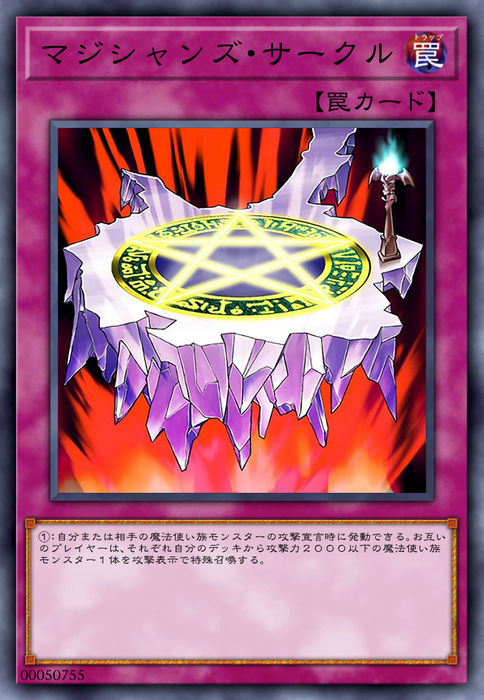 マジシャンズ・サークル
トラップ
罠
【罠カード】
①:自分または相手の魔法使い族モンスターの攻撃宣言時に発動できる。お互い
のプレイヤーは、それぞれ自分のデッキから攻撃力2000以下の魔法使い族
モンスター1体を攻撃表示で特殊召喚する。
00050755